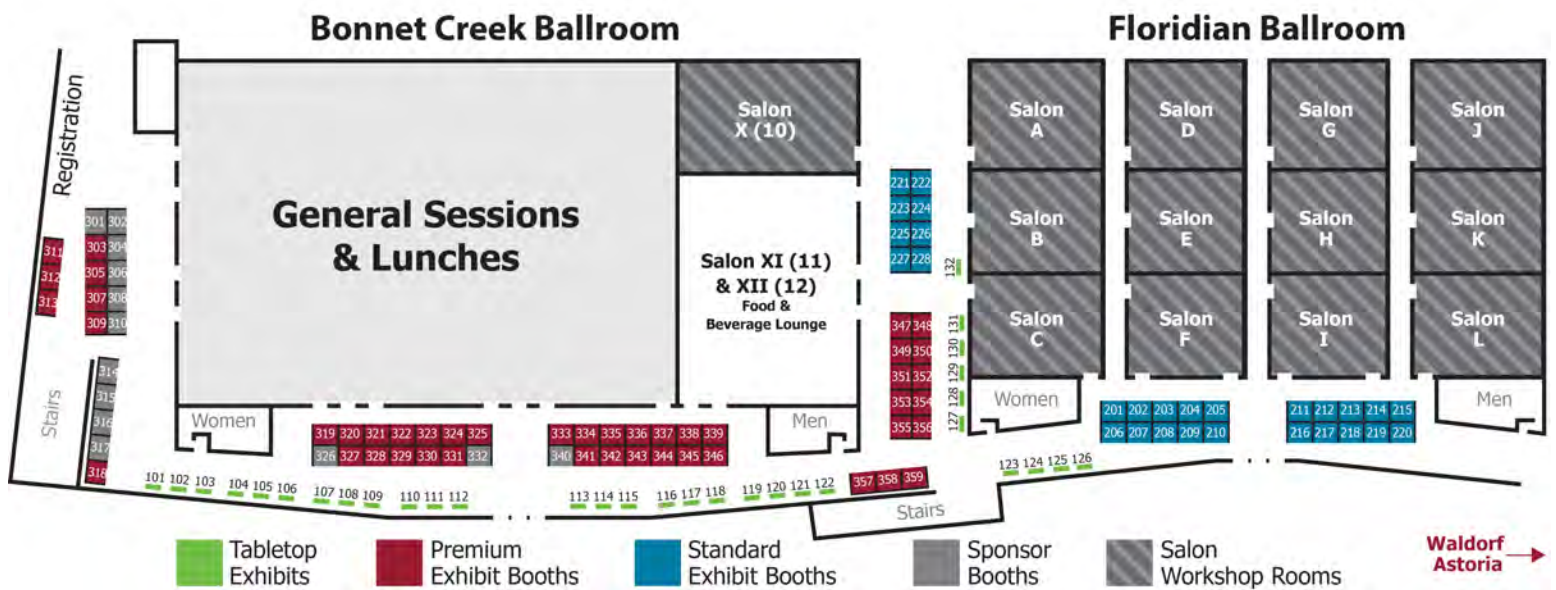 Bonnet Creek Ballroom
Floridian Ballroom
Registration
General Sessions
& Lunches
Salon
X (10)
Salon XI (11)
& XII (12)
Food &
Beverage Lounge
Salon
A
Salon
D
Salon
G
Salon
J
Salon
B
Salon
E
Salon
H
Salon
K
Salon
C
Salon
F
Salon
I
Salon
L
311
312
313
301 302
303 304
305 306
307 308
309 310
314
315
316
317
318
Stairs
Women
Men
319 320 321 322 323 324 325
326 327 328 329 330 331 332
333 334 335 336 337 338 339
340 341 342 343 344 345 346
221 222
223 224
225 226
227 228
347 348
349 350
351 352
353 354
355 356
132
131
130
129
128
127
Women
Men
201 202 203 204 205
206 207 208 209 210
211 212 213 214 215
216 217 218 219 220
101 102 103 104 105 106 107 108 109 110 111 112
113 114 115 116 117 118 119 120 121 122
357 358 359
123 124 125 126
Stairs
Tabletop
Exhibits
Premium
Exhibit Booths
Standard
Exhibit Booths
Sponsor
Booths
Salon
Workshop Rooms
Waldorf
Astoria